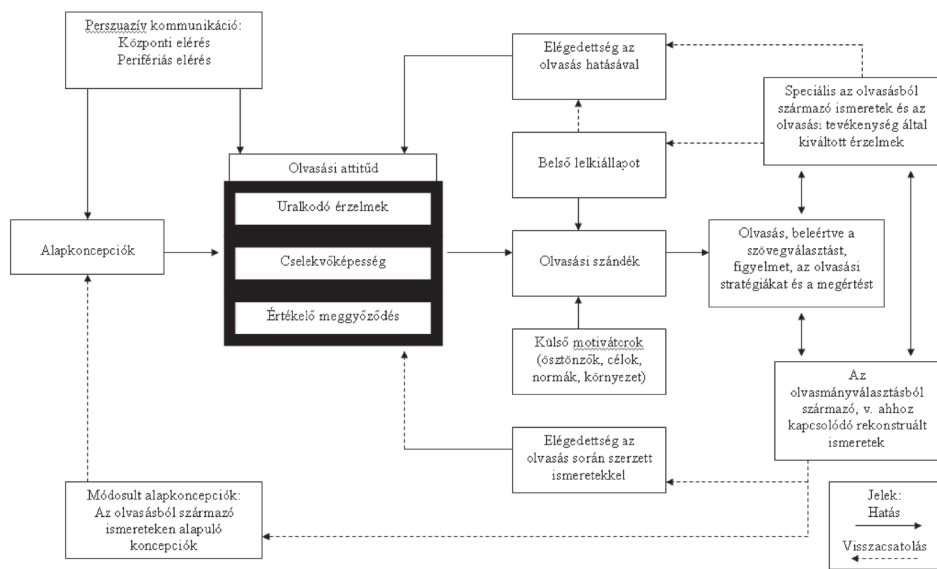 Perszuazív kommunikáció:
Központi elérés
Perifériás elérés
Elégedettség az
olvasás hatásával
Speciális az olvasásból
származó ismeretek és az
olvasási tevékenység által
kiváltott érzelmek
Olvasási attitűd
Belső lelkiállapot
Uralkodó érzelmek
Alapkoncepciók
Cselekvőképesség
Olvasási szándék
Olvasás, beleértve a
szövegválasztást,
figyelmet, az olvasási
stratégiákat és a megértést
Értékelő meggyőződés
Külső motivátorok
(ösztönzők, célok,
normák, környezet)
Az
olvasmányválasztásból
származó, v. ahhoz
kapcsolódó rekonstruált
ismeretek
Elégedettség az
olvasás során szerzett
ismeretekkel
Módosult alapkoncepciók:
Az olvasásból származó
ismereteken alapuló
koncepciók
Jelek:
Hatás
Visszacsatolás